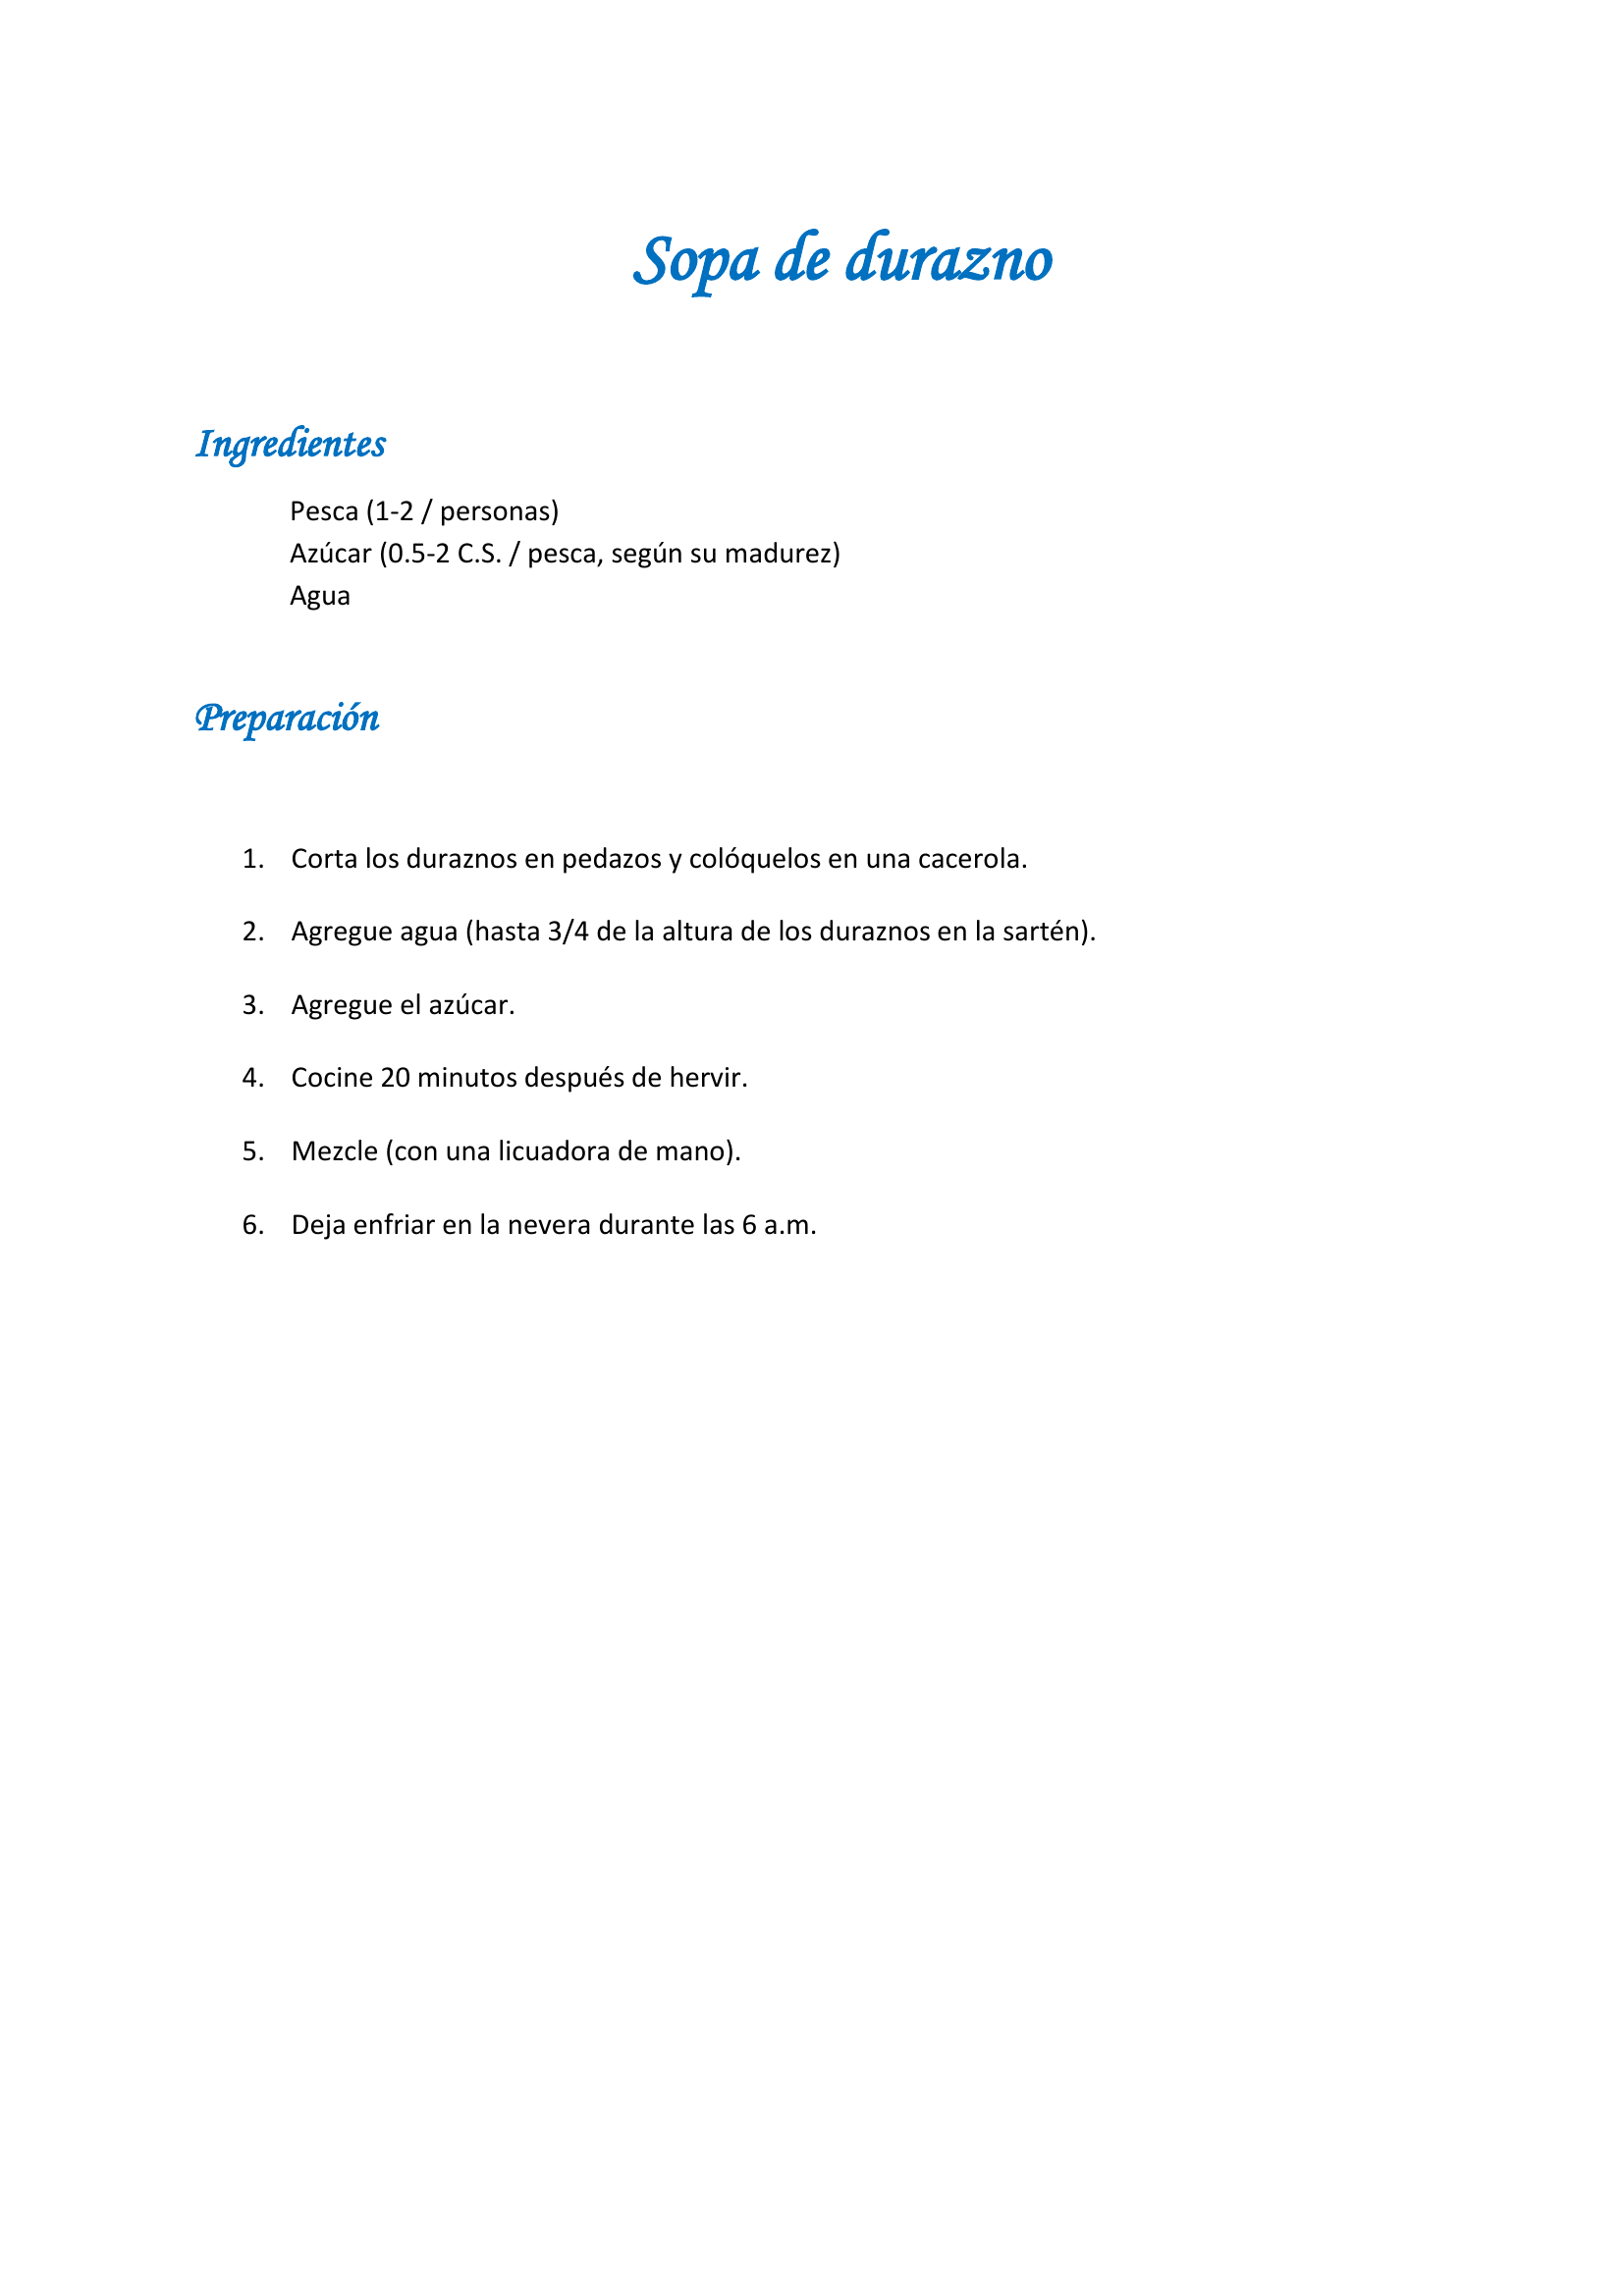 Sopa de durazno
Ingredientes
Pesca (1-2 / personas)
Azúcar (0.5-2 C.S. / pesca, según su madurez)
Agua
Preparación
1. Corta los duraznos en pedazos y colóquelos en una cacerola.
2. Agregue agua (hasta 3/4 de la altura de los duraznos en la sartén).
3. Agregue el azúcar.
4. Cocine 20 minutos después de hervir.
5. Mezcle (con una licuadora de mano).
6. Deja enfriar en la nevera durante las 6 a.m.